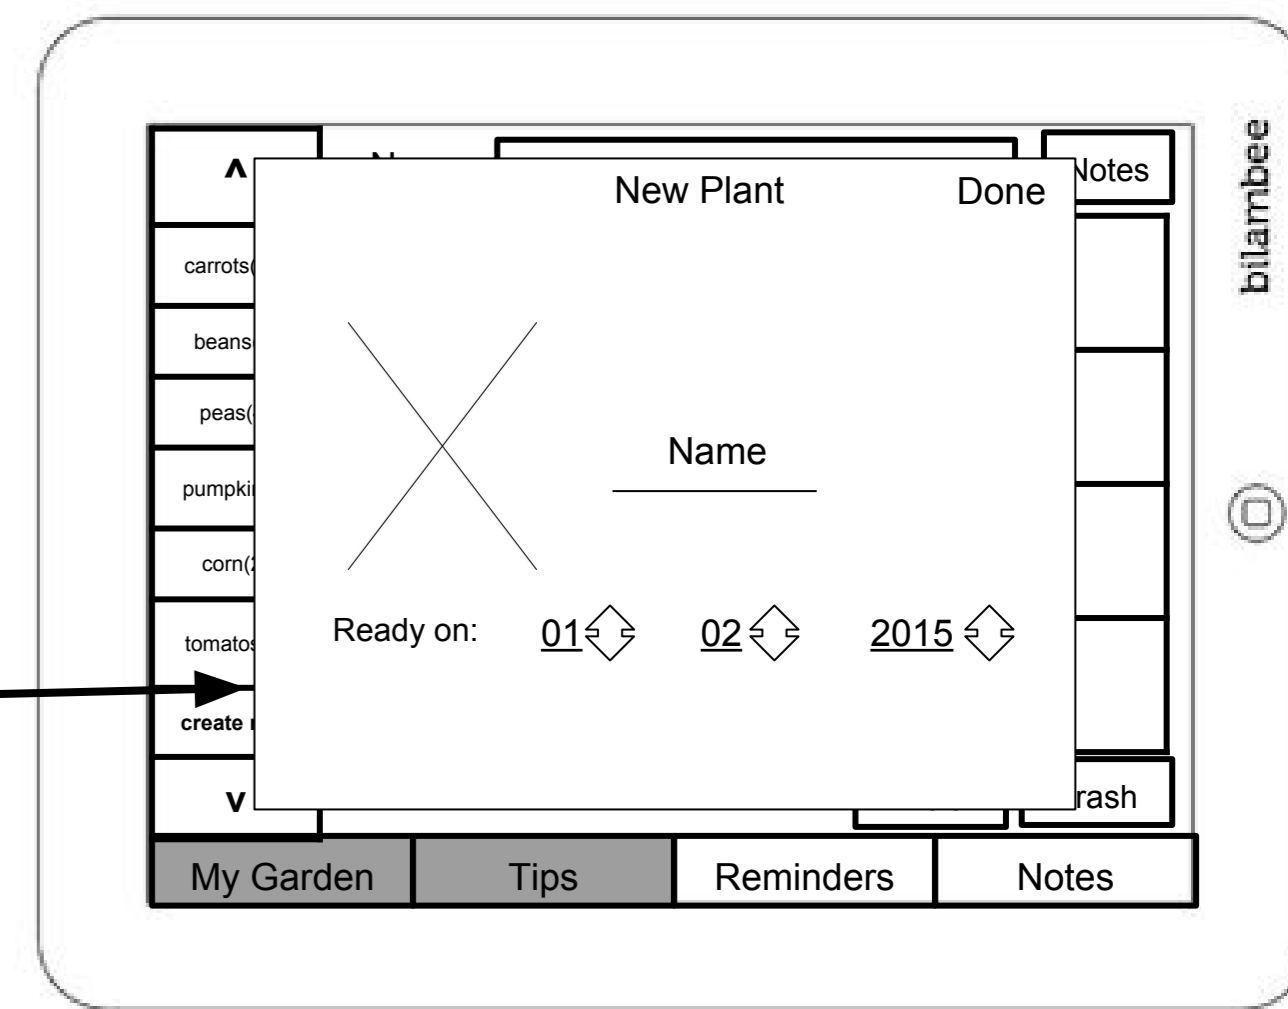 New Plant
Done
Notes
^
carrots(
beans
peas(
pumpki
corn(
tomatos
create
v
Name
Ready on:
01
02
2015
rash
My Garden
Tips
Reminders
Notes
bilambee